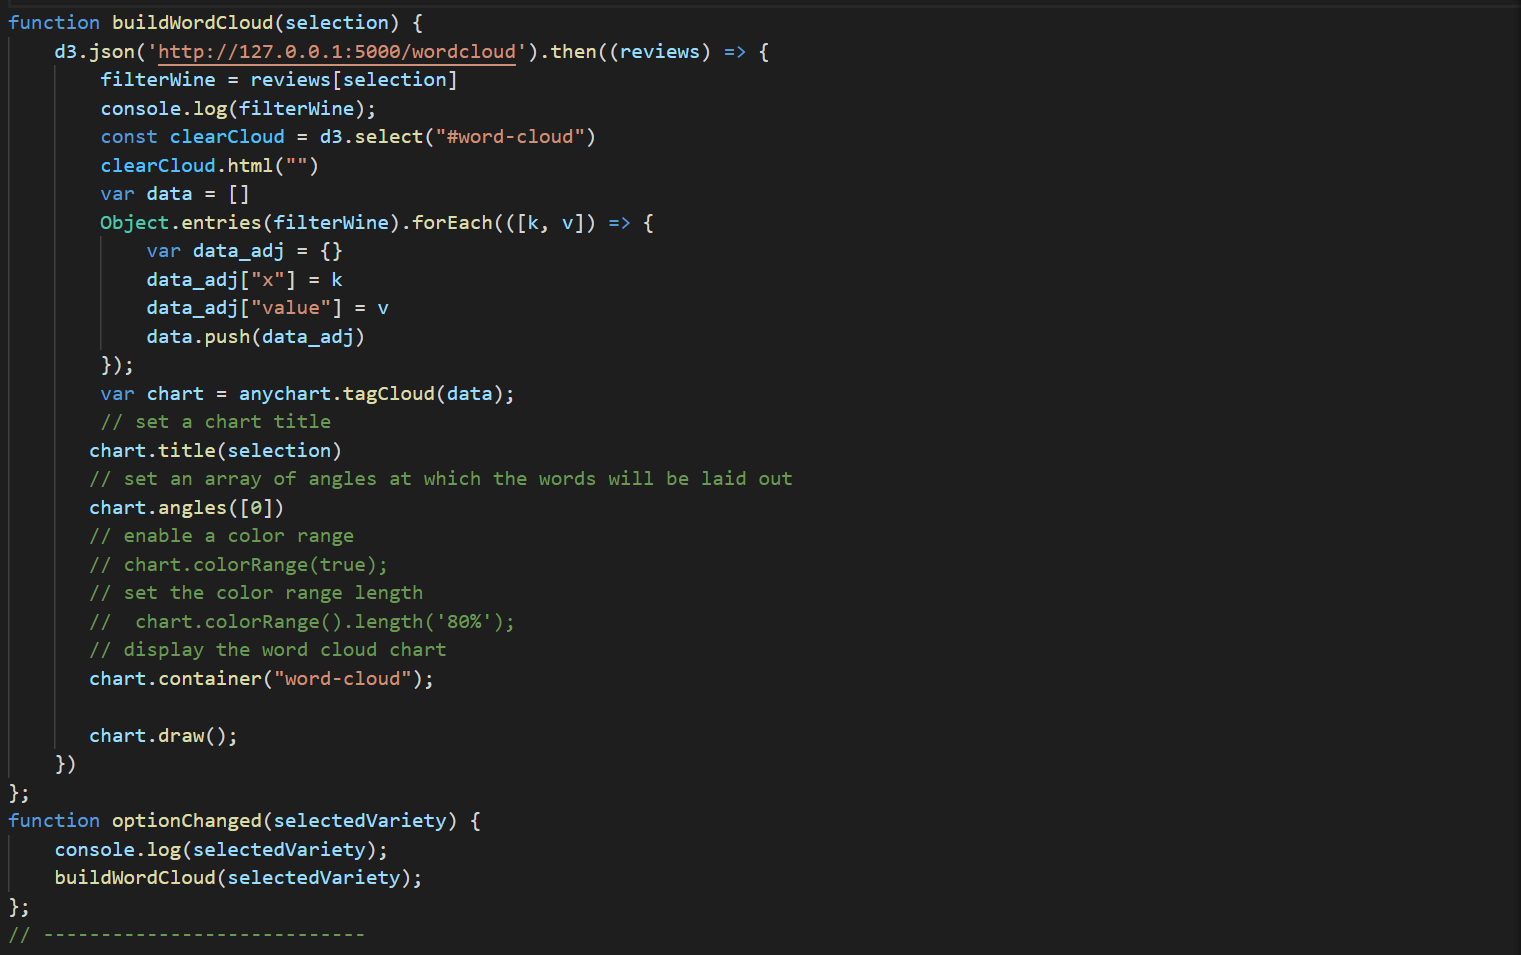 function buildWordCloud(selection) {
    d3.json('http://127.0.0.1:5000/wordcloud').then((reviews) => {
        filterWine = reviews[selection]
        console.log(filterWine);
        const clearCloud = d3.select("#word-cloud")
        clearCloud.html("")
        var data = []
        Object.entries(filterWine).forEach(([k, v]) => {
            var data_adj = {}
            data_adj["x"] = k
            data_adj["value"] = v
            data.push(data_adj)
        });
        var chart = anychart.tagCloud(data);
        // set a chart title
       chart.title(selection)
       // set an array of angles at which the words will be laid out
       chart.angles([0])
       // enable a color range
       // chart.colorRange(true);
       // set the color range length
       //  chart.colorRange().length('80%');
       // display the word cloud chart
       chart.container("word-cloud");

       chart.draw();
    })
};
function optionChanged(selectedVariety) {
    console.log(selectedVariety);
    buildWordCloud(selectedVariety);
};
// ----------------------------